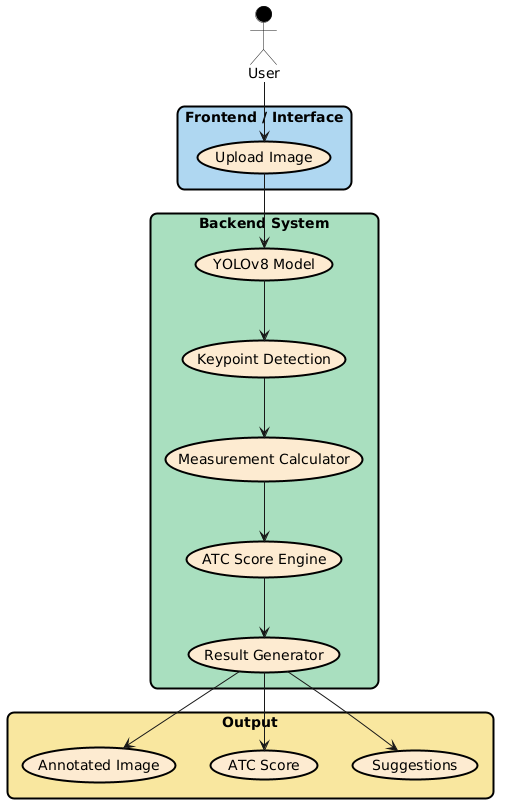 User
Frontend / Interface
Upload Image
Backend System
YOLOv8 Model
Keypoint Detection
Measurement Calculator
ATC Score Engine
Result Generator
Output
Annotated Image
ATC Score
Suggestions